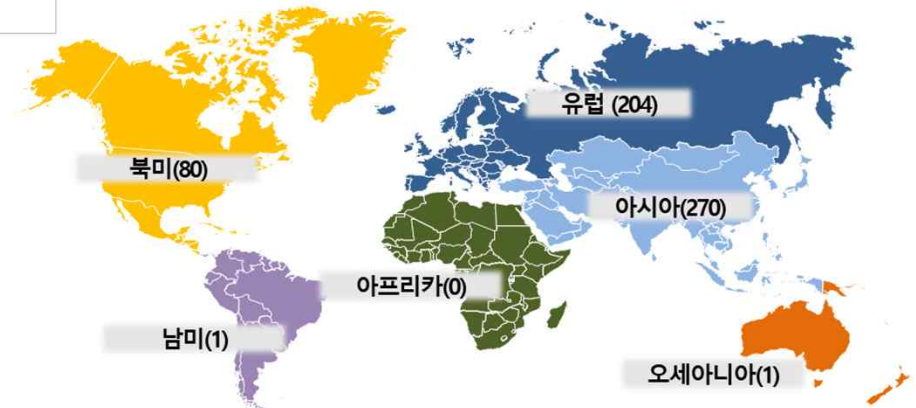 유럽 (204)
북미(80)
아시아(270)
아프리카(0)
남미(1)
오세아니아(1)